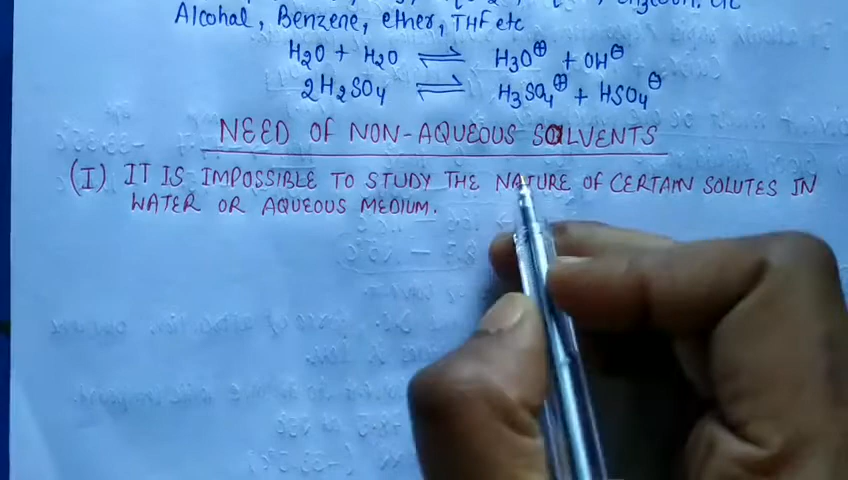 Alcohal, Benzene, ether, THF etc
H₂O + H₂O ⇌ H₃O⊕ + OH⊖
2H₂SO₄ ⇌ H₃SO₄⊕ + HSO₄⊖
NEED OF NON-AQUEOUS SOLVENTS
(I) IT IS IMPOSSIBLE TO STUDY THE NATURE OF CERTAIN SOLUTES IN
WATER OR AQUEOUS MEDIUM.